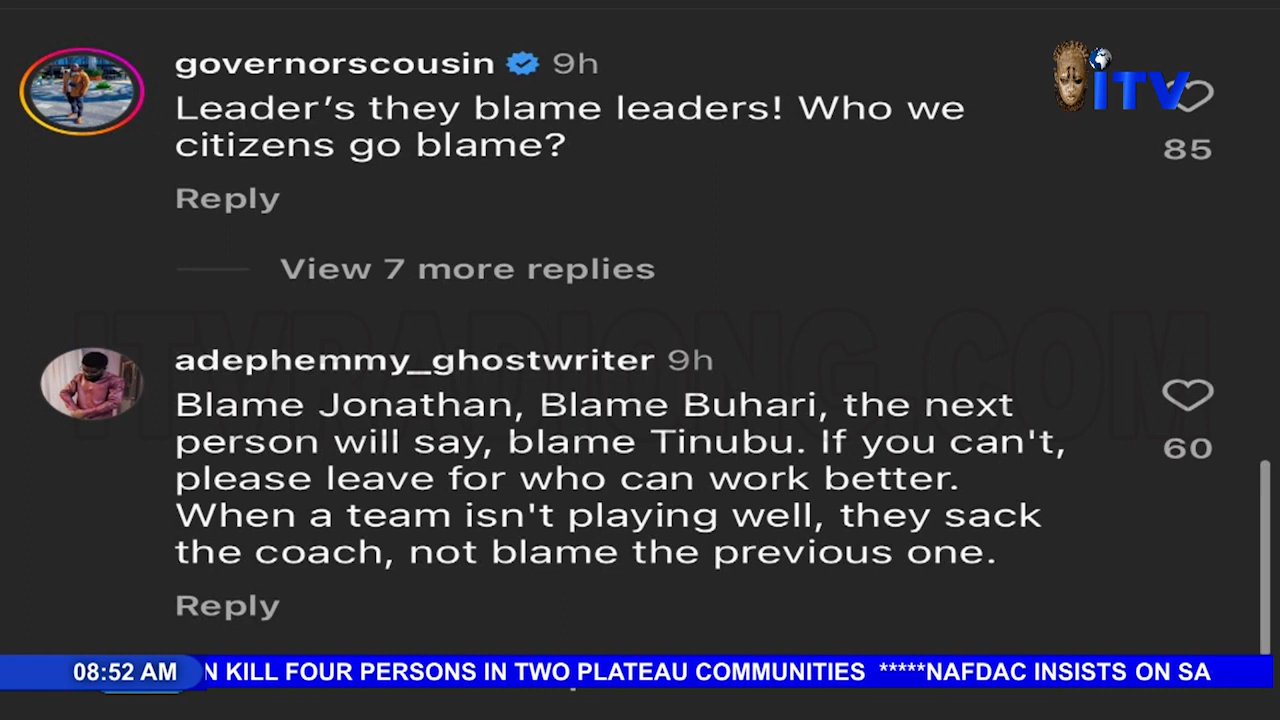 governorscousin 9h
Leader’s they blame leaders! Who we
citizens go blame?
Reply
85
View 7 more replies
adephemmy_ghostwriter 9h
Blame Jonathan, Blame Buhari, the next
person will say, blame Tinubu. If you can't,
please leave for who can work better.
When a team isn't playing well, they sack
the coach, not blame the previous one.
Reply
60
iTV
ITVRADIONG.COM
08:52 AM
N KILL FOUR PERSONS IN TWO PLATEAU COMMUNITIES *****NAFDAC INSISTS ON SA